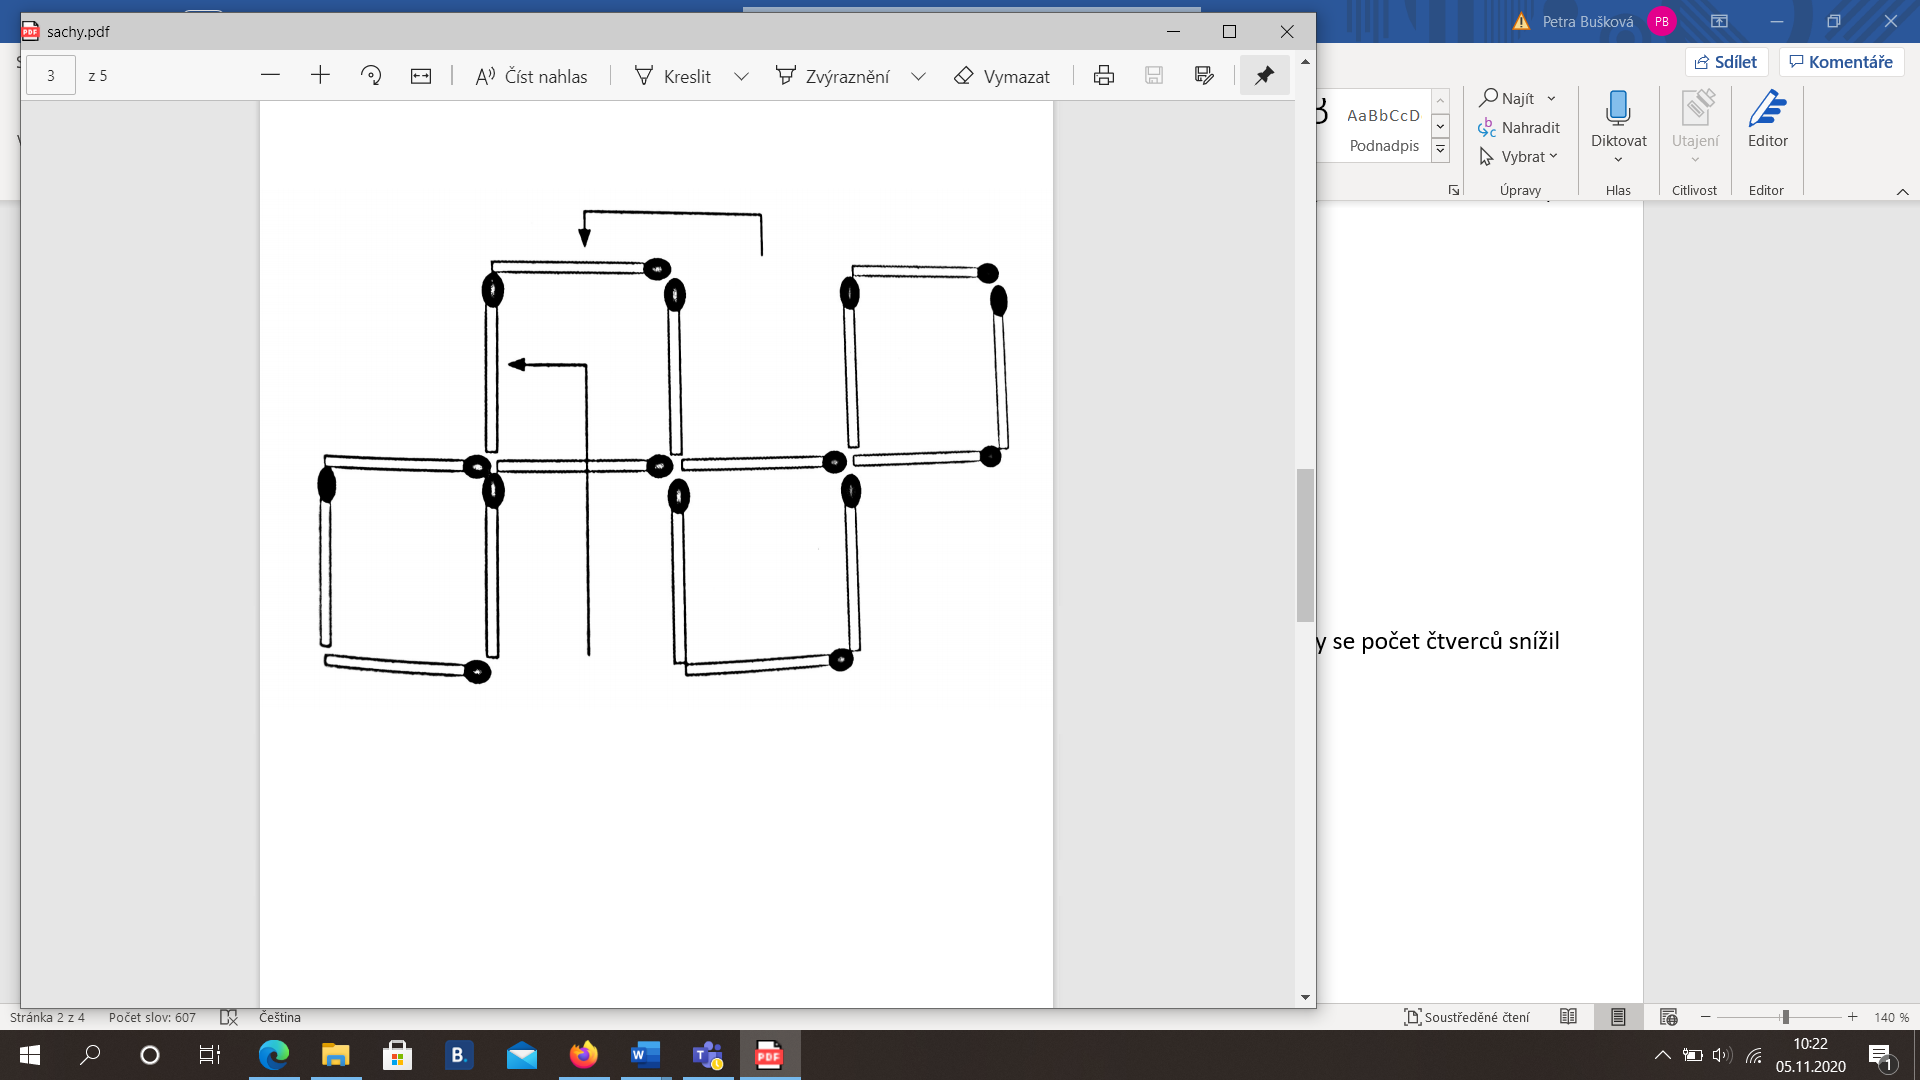 sachy.pdf
Petra Bušková
PB
3 z 5
Číst nahlas
Kreslit
Zvýraznění
Vymazat
Sdílet
Komentáře
AaBbCcD
Podnadpis
Najít
Nahradit
Vybrat
Úpravy
Diktovat
Hlas
Utajení
Citlivost
Editor
Editor
y se počet čtverců snížil
Stránka 2 z 4
Počet slov: 607
Čeština
Soustředěné čtení
140 %
B.
PDF
10:22
05.11.2020
1